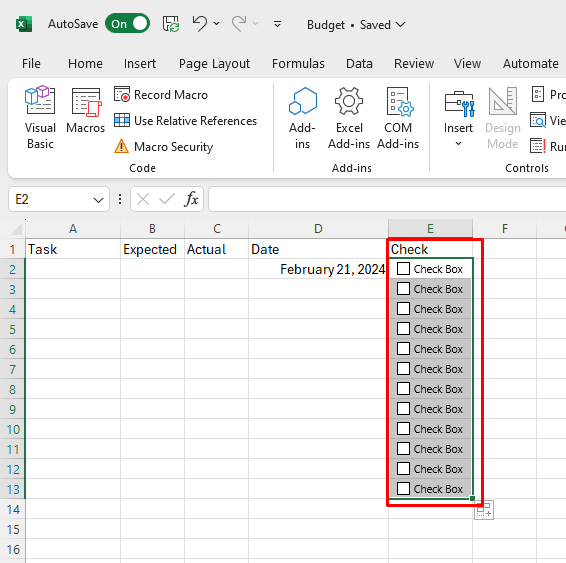 AutoSave On Budget • Saved
File Home Insert Page Layout Formulas Data Review View Automate
Visual Basic Macros Record Macro
Use Relative References
Macro Security
Code
Add-ins Excel Add-ins COM Add-ins
Add-ins
Insert Design Mode
Controls
E2 fx
A B C D E F
1 Task Expected Actual Date Check
2 February 21, 2024 Check Box
3 Check Box
4 Check Box
5 Check Box
6 Check Box
7 Check Box
8 Check Box
9 Check Box
10 Check Box
11 Check Box
12 Check Box
13 Check Box
14
15
16